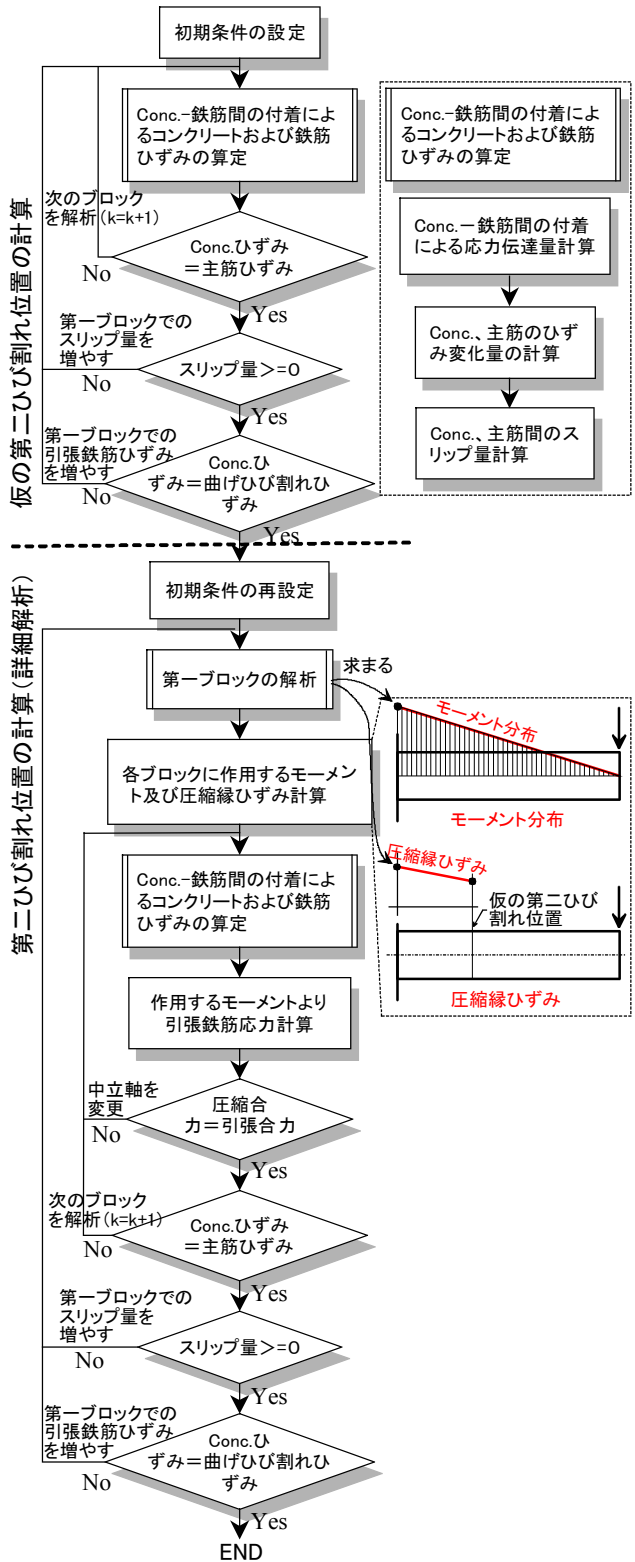 初期条件の設定
Conc.-鉄筋間の付着によ
るコンクリートおよび鉄筋
ひずみの算定
次のブロック
を解析(k=k+1)
Conc.ひずみ
=主筋ひずみ
No
Yes
第一ブロックでの
スリップ量を
増やす
スリップ量>=0
No
Yes
第一ブロックでの
引張鉄筋ひずみ
を増やす
Conc.ひ
ずみ=曲げひび割れひ
ずみ
No
Yes
仮の第二ひび割れ位置の計算
Conc.-鉄筋間の付着によ
るコンクリートおよび鉄筋
ひずみの算定
Conc.-鉄筋間の付着
による応力伝達量計算
Conc.、主筋のひず
み変化量の計算
Conc.、主筋間のス
リップ量計算
第二ひび割れ位置の計算(詳細解析)
初期条件の再設定
第一ブロックの解析
求まる
モーメント分布
モーメント分布
圧縮縁ひずみ
仮の第二ひび
割れ位置
圧縮縁ひずみ
各ブロックに作用するモーメン
ト及び圧縮縁ひずみ計算
Conc.-鉄筋間の付着によ
るコンクリートおよび鉄筋
ひずみの算定
作用するモーメントより
引張鉄筋応力計算
中立軸を
変更
圧縮合
力=引張合力
No
Yes
次のブロック
を解析(k=k+1)
Conc.ひずみ
=主筋ひずみ
No
Yes
第一ブロックでの
スリップ量を
増やす
スリップ量>=0
No
Yes
第一ブロックでの
引張鉄筋ひずみ
を増やす
Conc.ひ
ずみ=曲げひび割れひ
ずみ
No
Yes
END